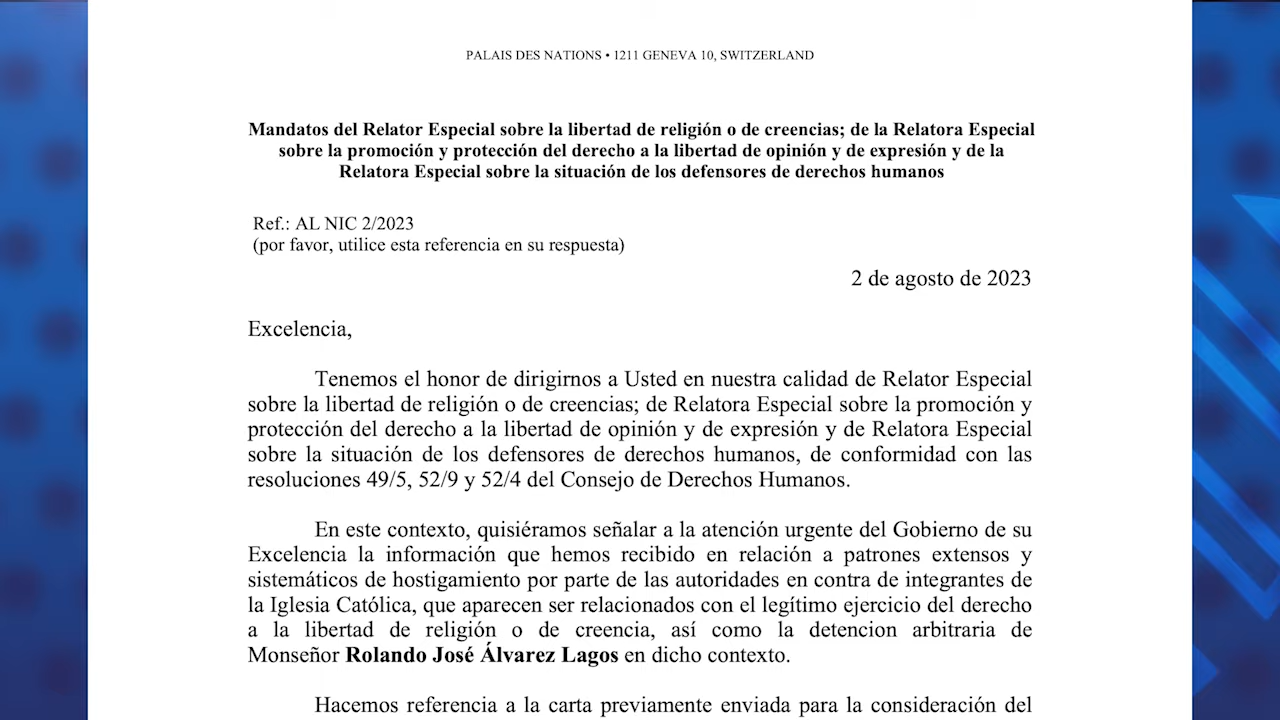 PALAIS DES NATIONS • 1211 GENEVA 10, SWITZERLAND
Mandatos del Relator Especial sobre la libertad de religión o de creencias; de la Relatora Especial
sobre la promoción y protección del derecho a la libertad de opinión y de expresión y de la
Relatora Especial sobre la situación de los defensores de derechos humanos
Ref.: AL NIC 2/2023
(por favor, utilice esta referencia en su respuesta)
2 de agosto de 2023
Excelencia,
Tenemos el honor de dirigirnos a Usted en nuestra calidad de Relator Especial
sobre la libertad de religión o de creencias; de Relatora Especial sobre la promoción y
protección del derecho a la libertad de opinión y de expresión y de Relatora Especial
sobre la situación de los defensores de derechos humanos, de conformidad con las
resoluciones 49/5, 52/9 y 52/4 del Consejo de Derechos Humanos.
En este contexto, quisiéramos señalar a la atención urgente del Gobierno de su
Excelencia la información que hemos recibido en relación a patrones extensos y
sistemáticos de hostigamiento por parte de las autoridades en contra de integrantes de
la Iglesia Católica, que aparecen ser relacionados con el legítimo ejercicio del derecho
a la libertad de religión o de creencia, así como la detencion arbitraria de
Monseñor Rolando José Álvarez Lagos en dicho contexto.
Hacemos referencia a la carta previamente enviada para la consideración del